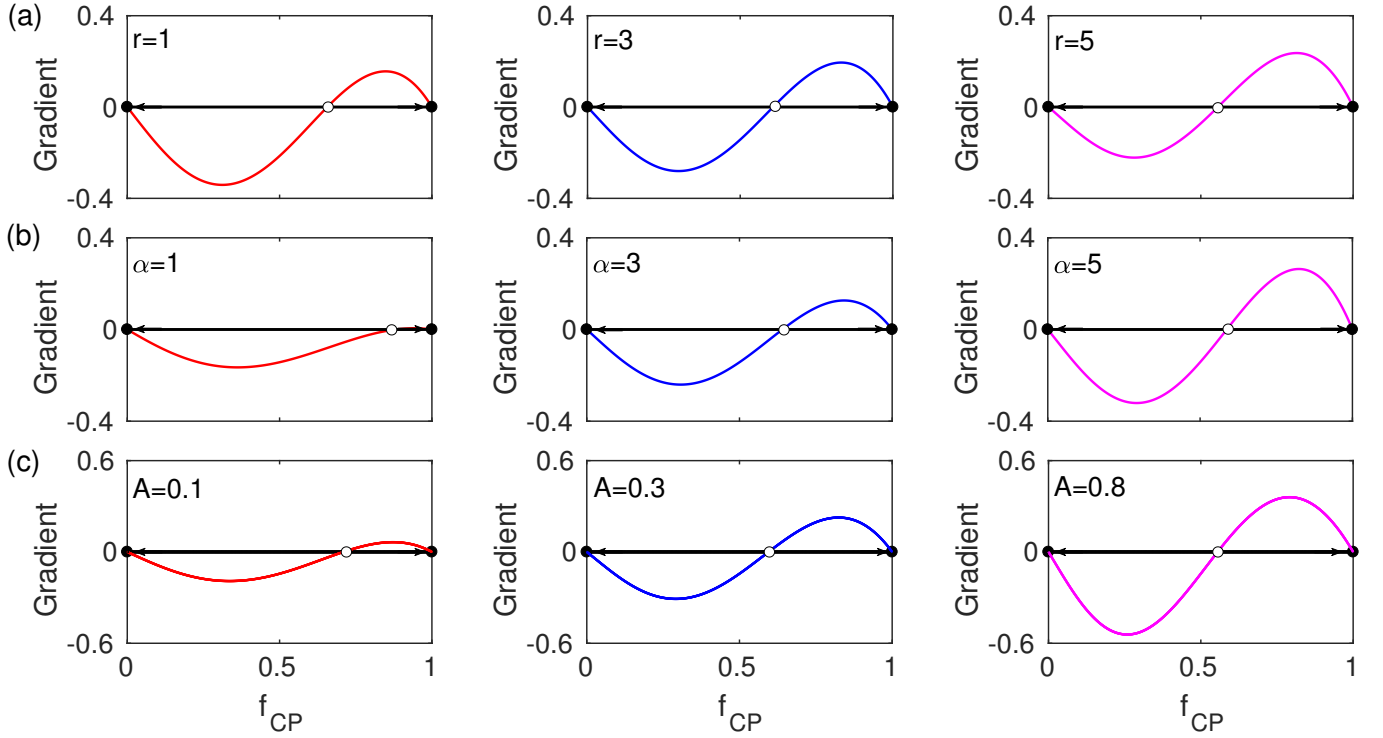 (a)
0.4
0
-0.4
Gradient
r=1
Gradient
0.4
0
-0.4
r=3
Gradient
0.4
0
-0.4
r=5
(b)
Gradient
0.4
0
-0.4
α=1
Gradient
0.4
0
-0.4
α=3
Gradient
0.4
0
-0.4
α=5
(c)
Gradient
0.6
0
-0.6
A=0.1
0 0.5 1
f_CP
Gradient
0.6
0
-0.6
A=0.3
0 0.5 1
f_CP
Gradient
0.6
0
-0.6
A=0.8
0 0.5 1
f_CP